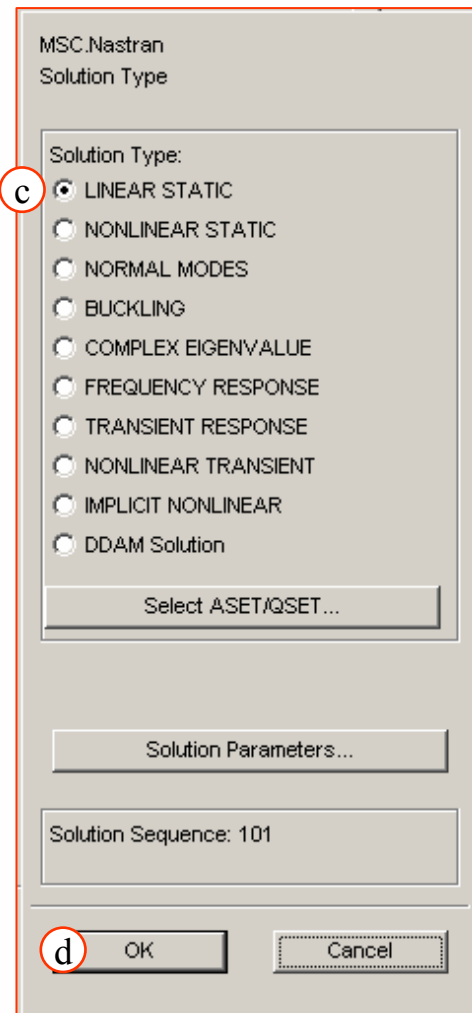 MSC.Nastran
Solution Type
Solution Type:
c LINEAR STATIC
NONLINEAR STATIC
NORMAL MODES
BUCKLING
COMPLEX EIGENVALUE
FREQUENCY RESPONSE
TRANSIENT RESPONSE
NONLINEAR TRANSIENT
IMPLICIT NONLINEAR
DDAM Solution
Select ASET/QSET...
Solution Parameters...
Solution Sequence: 101
d OK Cancel